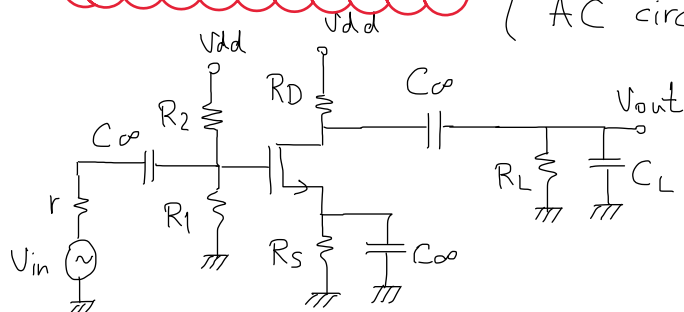 ( AC circ
Vdd
Vdd
R2
RD
C∞
Vout
C∞
r
R1
RL
CL
Vin
RS
C∞